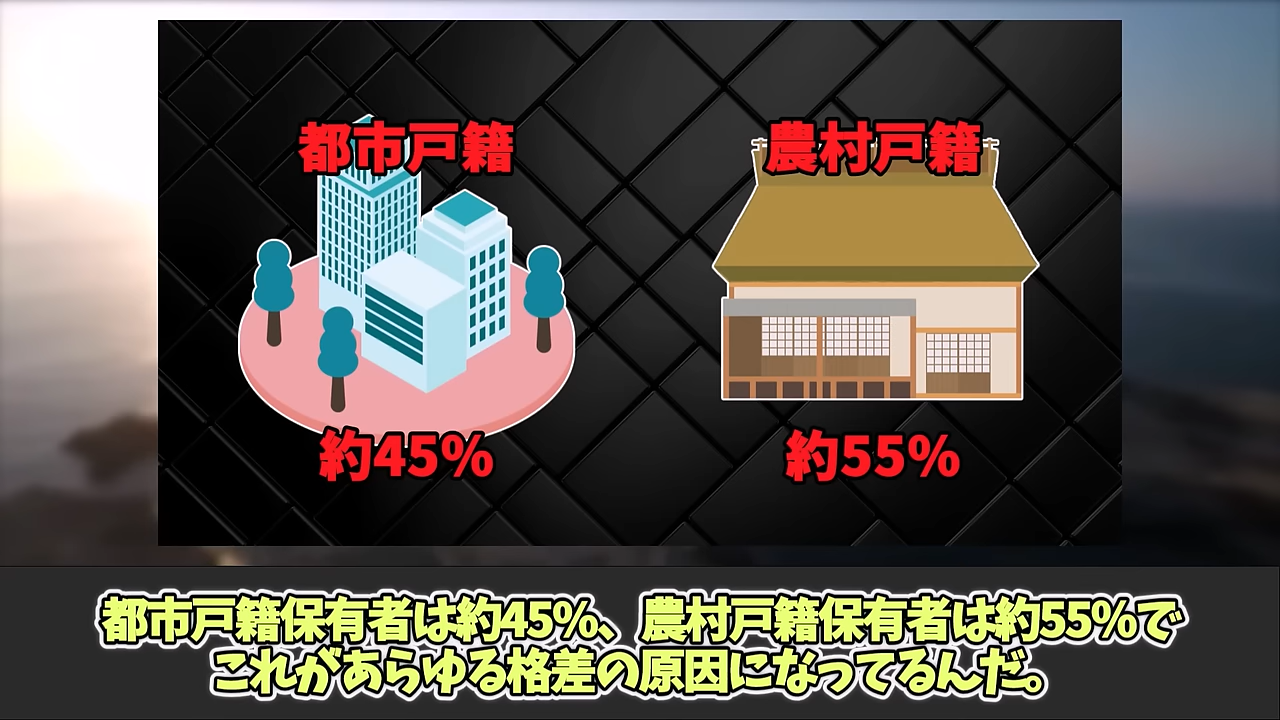 都市戸籍
農村戸籍
約45%
約55%
都市戸籍保有者は約45%、農村戸籍保有者は約55%で
これがあらゆる格差の原因になってるんだ。